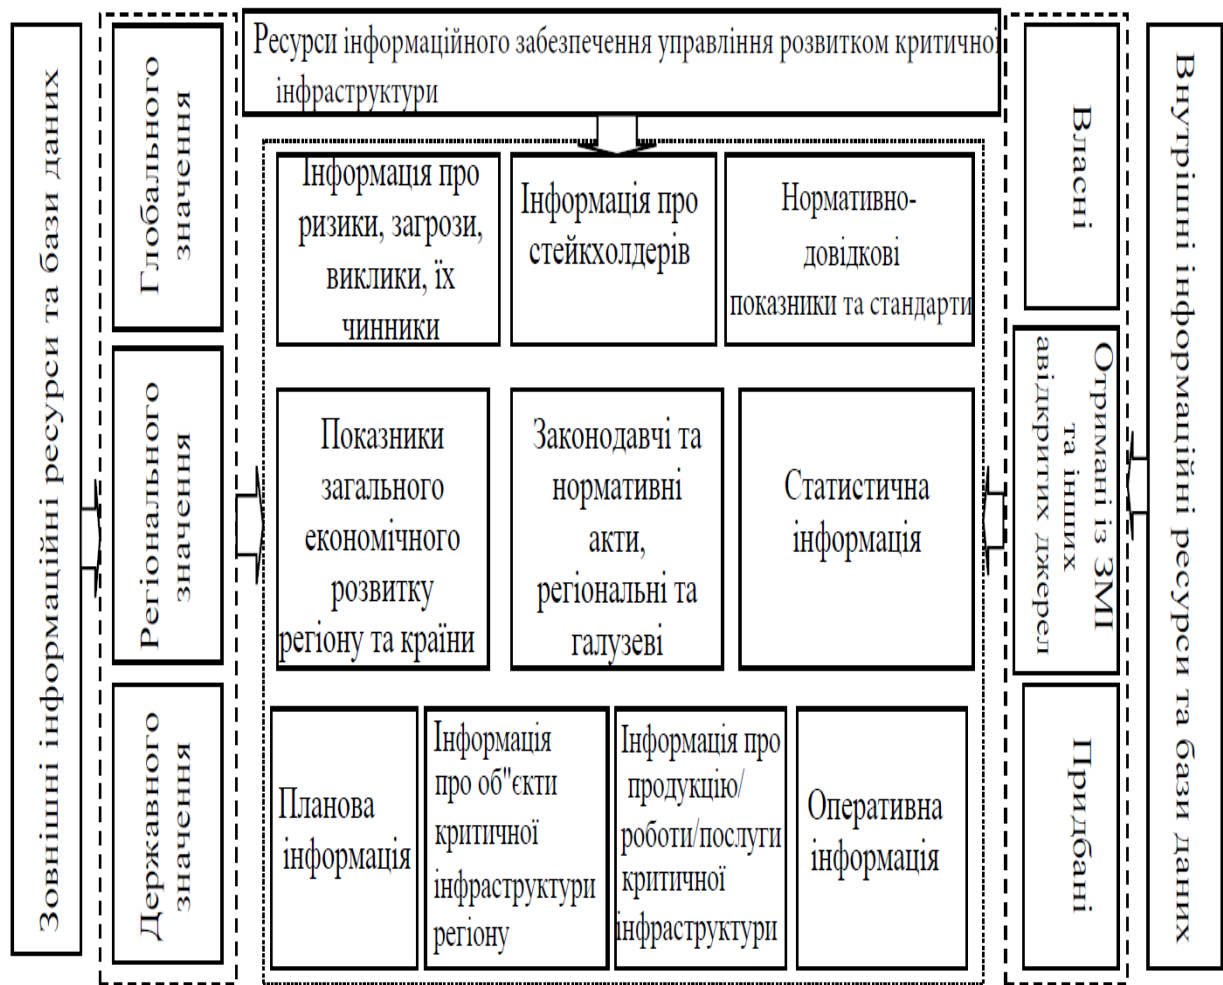 Ресурси інформаційного забезпечення управління розвитком критичної
інфраструктури
Зовнішні інформаційні ресурси та бази даних
Глобального
значення
Регіонального
значення
Державного
значення
Інформація про
ризики, загрози,
виклики, їх
чинники
Інформація про
стейкхолдерів
Нормативно-
довідкові
показники та стандарти
Показники
загального
економічного
розвитку
регіону та країни
Законодавчі та
нормативні
акти,
регіональні та
галузеві
Статистична
інформація
Планова
інформація
Інформація
про об"єкти
критичної
інфраструктури
регіону
Інформація про
продукцію/
роботи/послуги
критичної
інфраструктури
Оперативна
інформація
Власні
Отримані із ЗМІ
та інших
авідкритих джерел
Придбані
Внутрішні інформаційні ресурси та бази даних